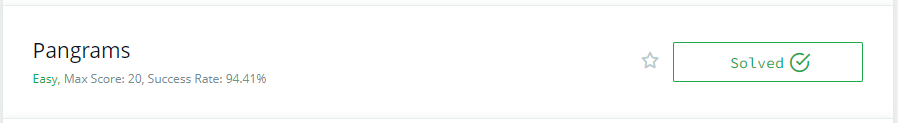 Pangrams
Easy, Max Score: 20, Success Rate: 94.41%
Solved